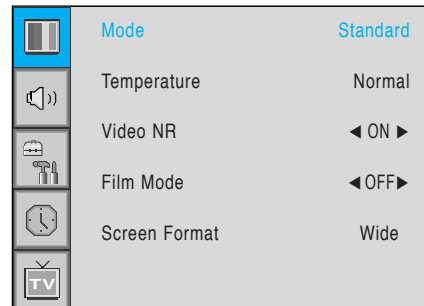 Mode Standard
Temperature Normal
Video NR ◀ ON ▶
Film Mode ◀ OFF▶
Screen Format Wide
TV